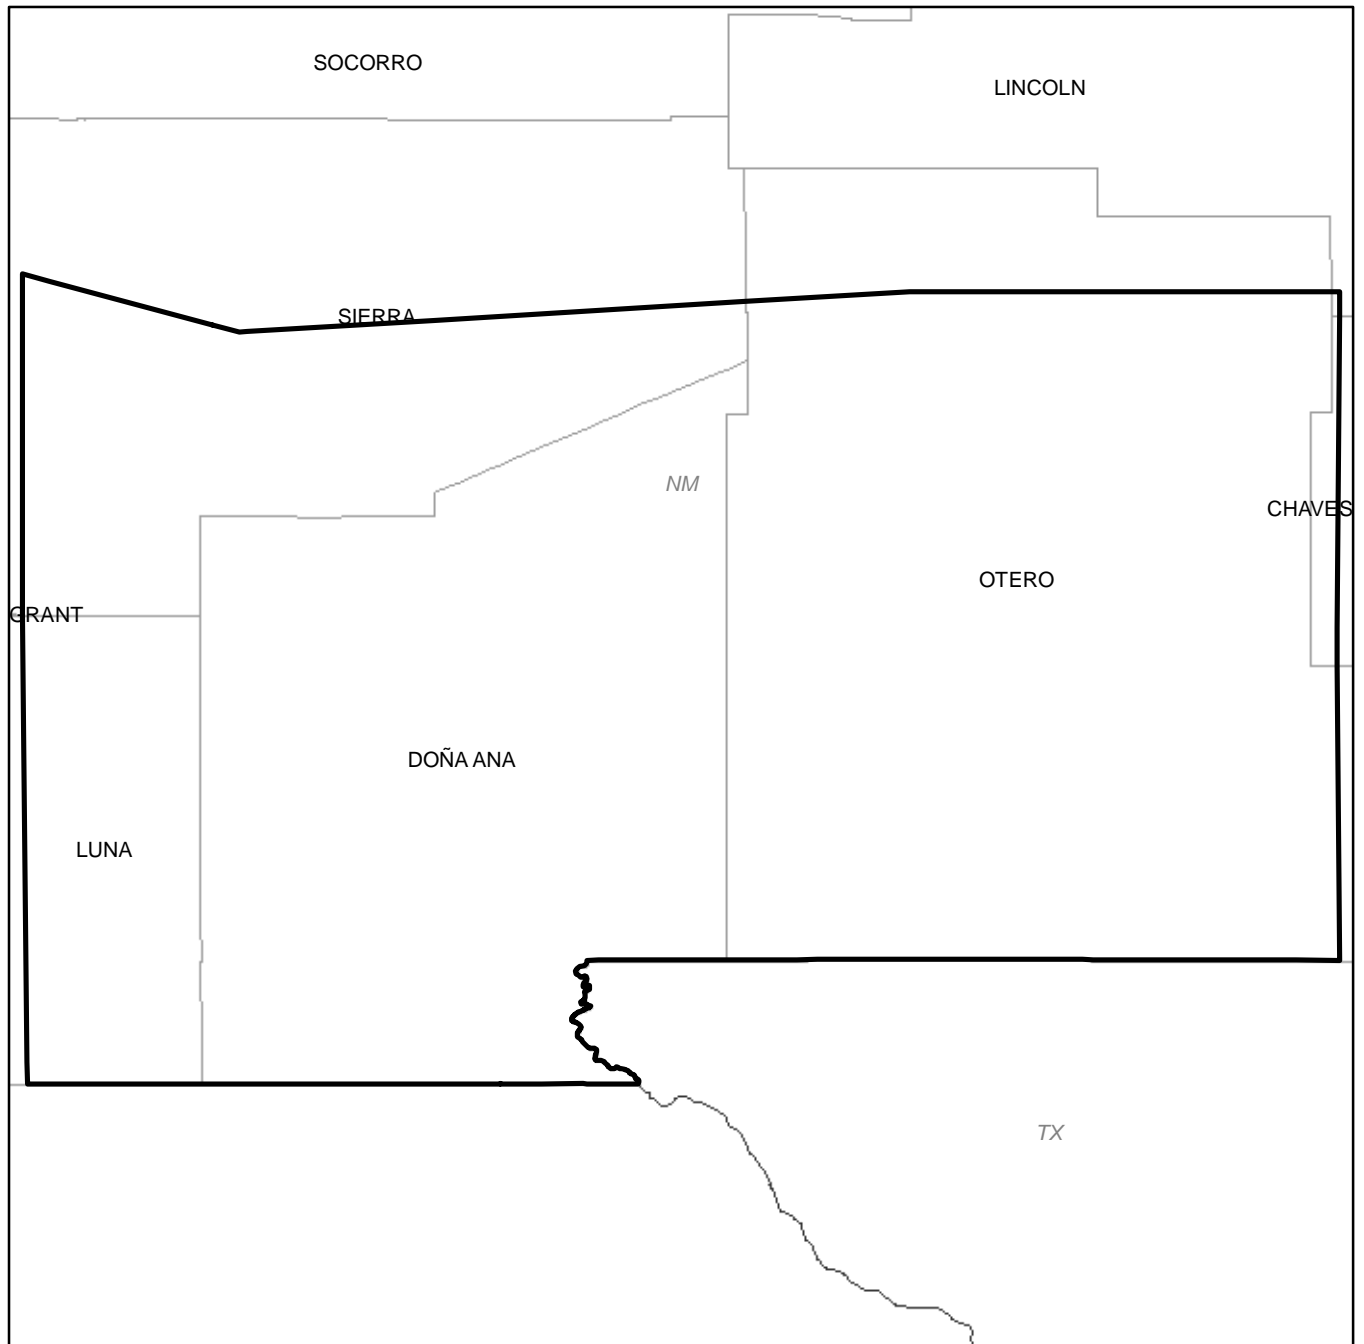 SOCORRO
LINCOLN
SIERRA
NM
CHAVES
OTERO
GRANT
DOÑA ANA
LUNA
TX